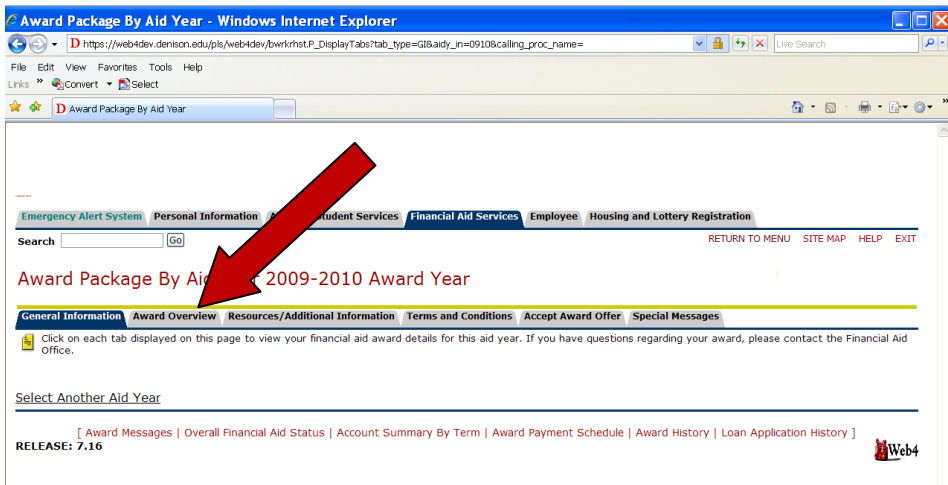 Award Package By Aid Year - Windows Internet Explorer
D https://web4dev.denison.edu/pls/web4dev/bwrkrhst.P_DisplayTabs?tab_type=GI&aidy_in=0910&calling_proc_name= Live Search
File Edit View Favorites Tools Help
Links » Convert Select
D Award Package By Aid Year »
Emergency Alert System Personal Information Student Services Financial Aid Services Employee Housing and Lottery Registration
Search Go RETURN TO MENU SITE MAP HELP EXIT
Award Package By Aid 2009-2010 Award Year
General Information Award Overview Resources/Additional Information Terms and Conditions Accept Award Offer Special Messages
Click on each tab displayed on this page to view your financial aid award details for this aid year. If you have questions regarding your award, please contact the Financial Aid
Office.
Select Another Aid Year
[ Award Messages | Overall Financial Aid Status | Account Summary By Term | Award Payment Schedule | Award History | Loan Application History ]
RELEASE: 7.16
Web4